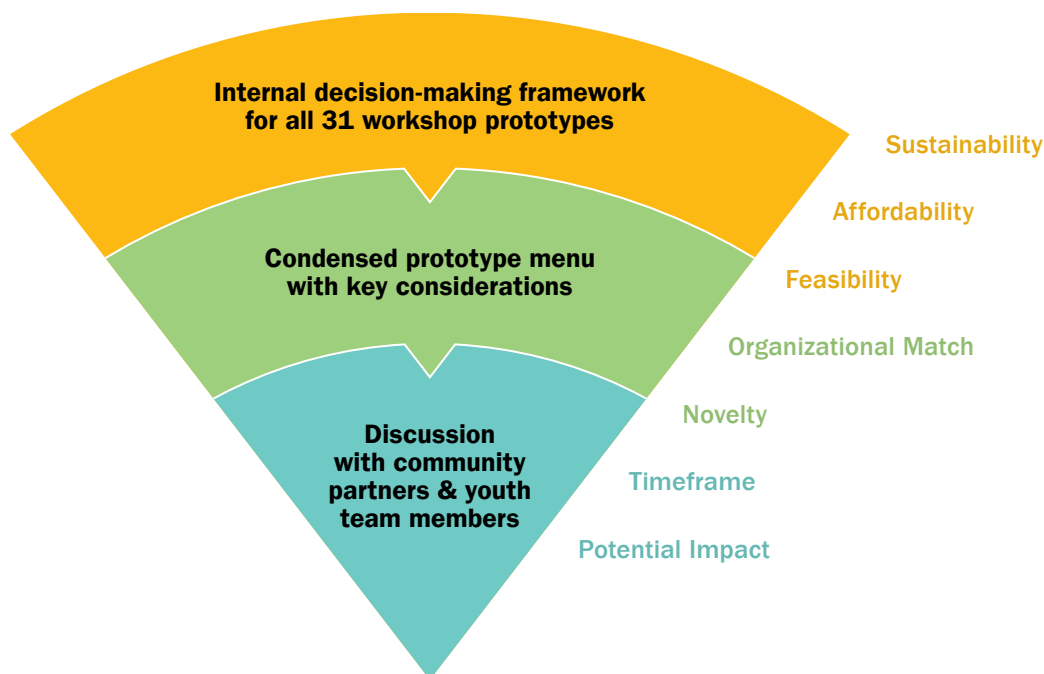 Internal decision-making framework
for all 31 workshop prototypes
Condensed prototype menu
with key considerations
Discussion
with community
partners & youth
team members
Sustainability
Affordability
Feasibility
Organizational Match
Novelty
Timeframe
Potential Impact